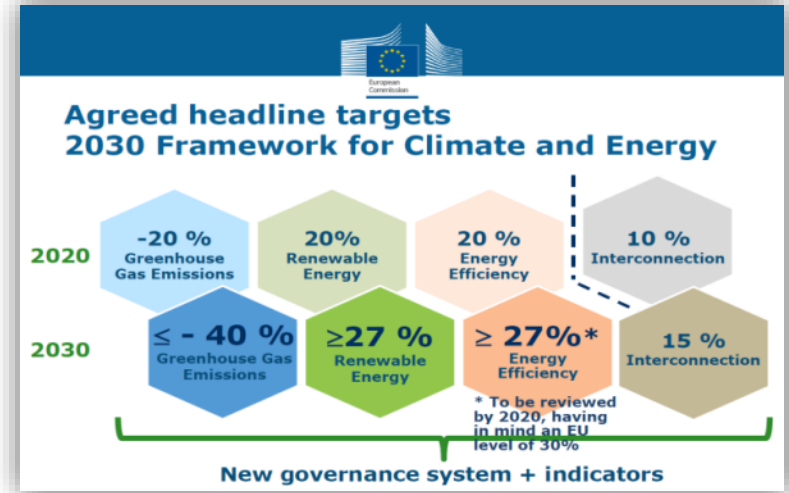 European
Commission
Agreed headline targets
2030 Framework for Climate and Energy
2020
-20 %
Greenhouse
Gas Emissions
20%
Renewable
Energy
20 %
Energy
Efficiency
10 %
Interconnection
2030
≤ - 40 %
Greenhouse Gas
Emissions
≥27 %
Renewable
Energy
≥ 27%*
Energy
Efficiency
15 %
Interconnection
* To be reviewed
by 2020, having
in mind an EU
level of 30%
New governance system + indicators